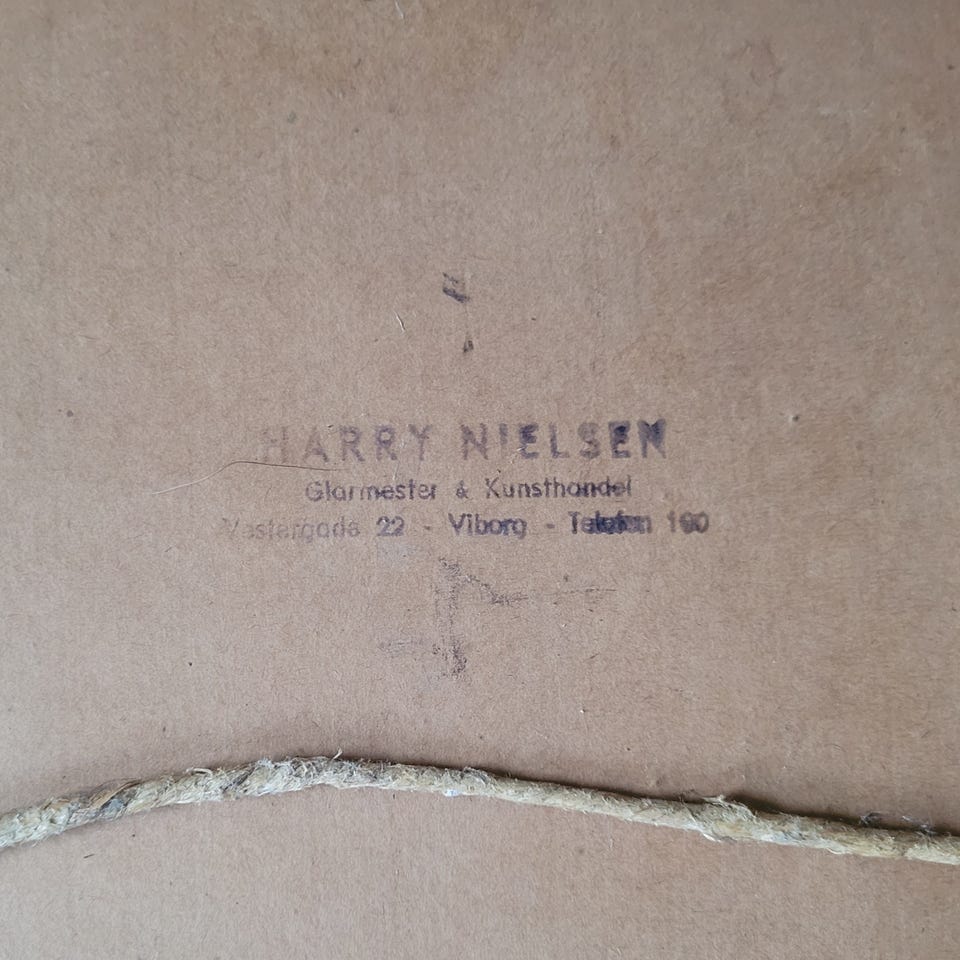 HARRY NIELSEN
Glarmester & Kunsthandel
Vestergade 22 - Viborg - Telefon 100